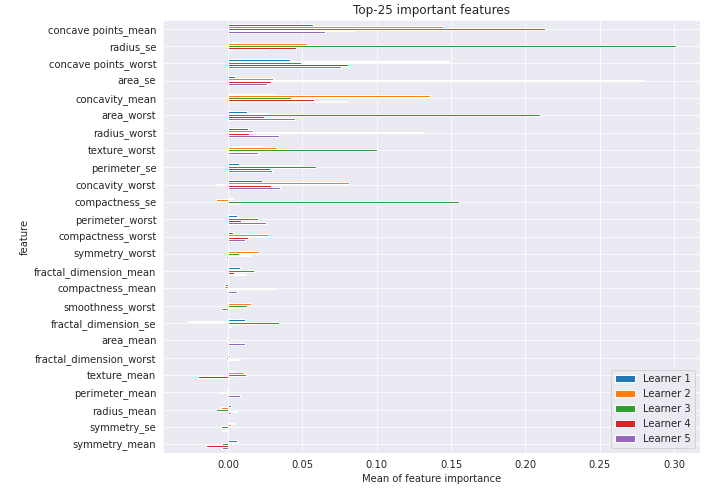 Top-25 important features
concave points_mean
radius_se
concave points_worst
area_se
concavity_mean
area_worst
radius_worst
texture_worst
perimeter_se
concavity_worst
compactness_se
perimeter_worst
compactness_worst
symmetry_worst
fractal_dimension_mean
compactness_mean
smoothness_worst
fractal_dimension_se
area_mean
fractal_dimension_worst
texture_mean
perimeter_mean
radius_mean
symmetry_se
symmetry_mean
feature
Learner 1
Learner 2
Learner 3
Learner 4
Learner 5
0.00 0.05 0.10 0.15 0.20 0.25 0.30
Mean of feature importance